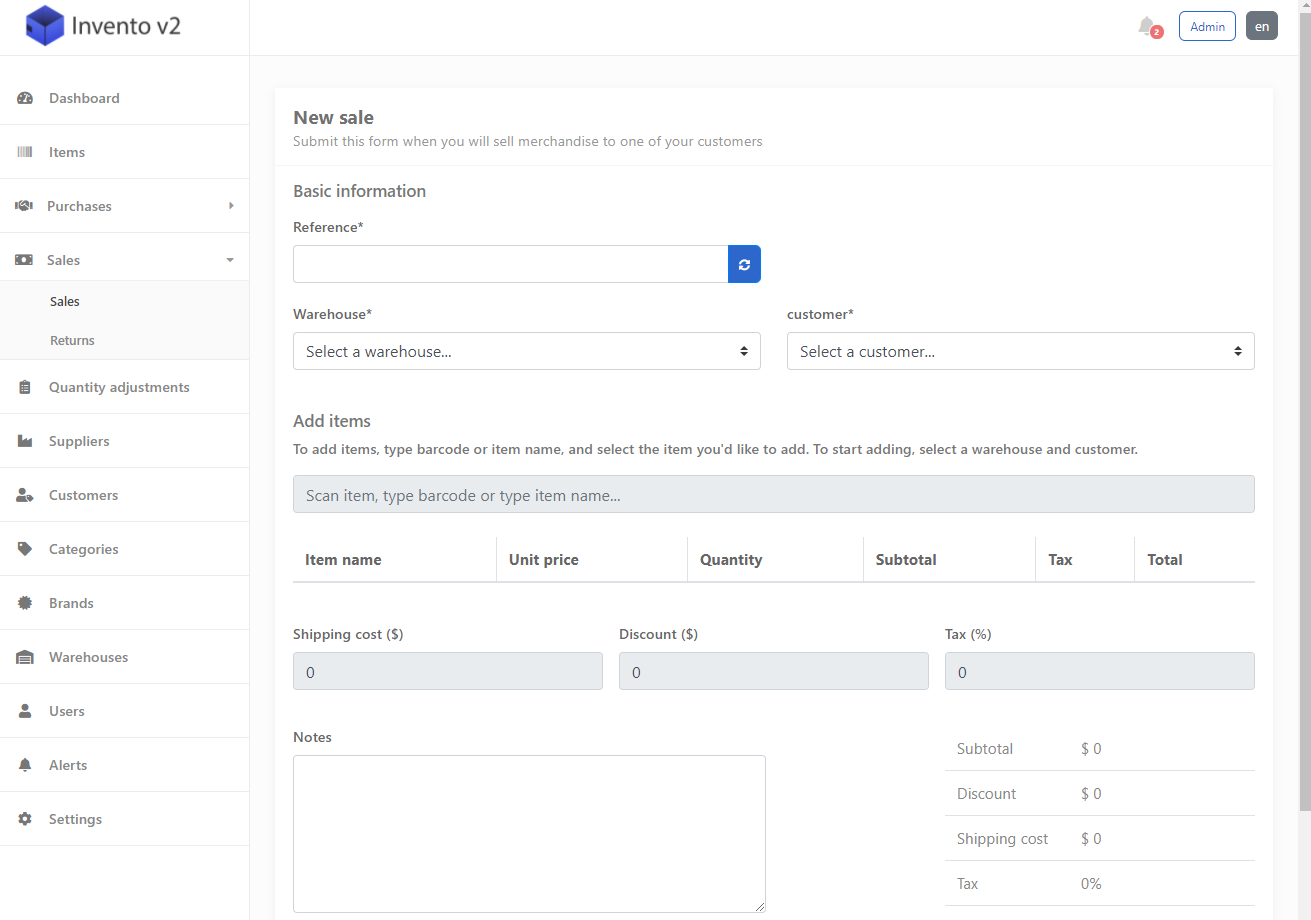 Invento v2
2
Admin
en
Dashboard
Items
Purchases
Sales
Sales
Returns
Quantity adjustments
Suppliers
Customers
Categories
Brands
Warehouses
Users
Alerts
Settings
New sale
Submit this form when you will sell merchandise to one of your customers
Basic information
Reference*
Warehouse* customer*
Select a warehouse... Select a customer...
Add items
To add items, type barcode or item name, and select the item you'd like to add. To start adding, select a warehouse and customer.
Scan item, type barcode or type item name...
Item name Unit price Quantity Subtotal Tax Total
Shipping cost ($) Discount ($) Tax (%)
0 0 0
Notes
Subtotal $ 0
Discount $ 0
Shipping cost $ 0
Tax 0%